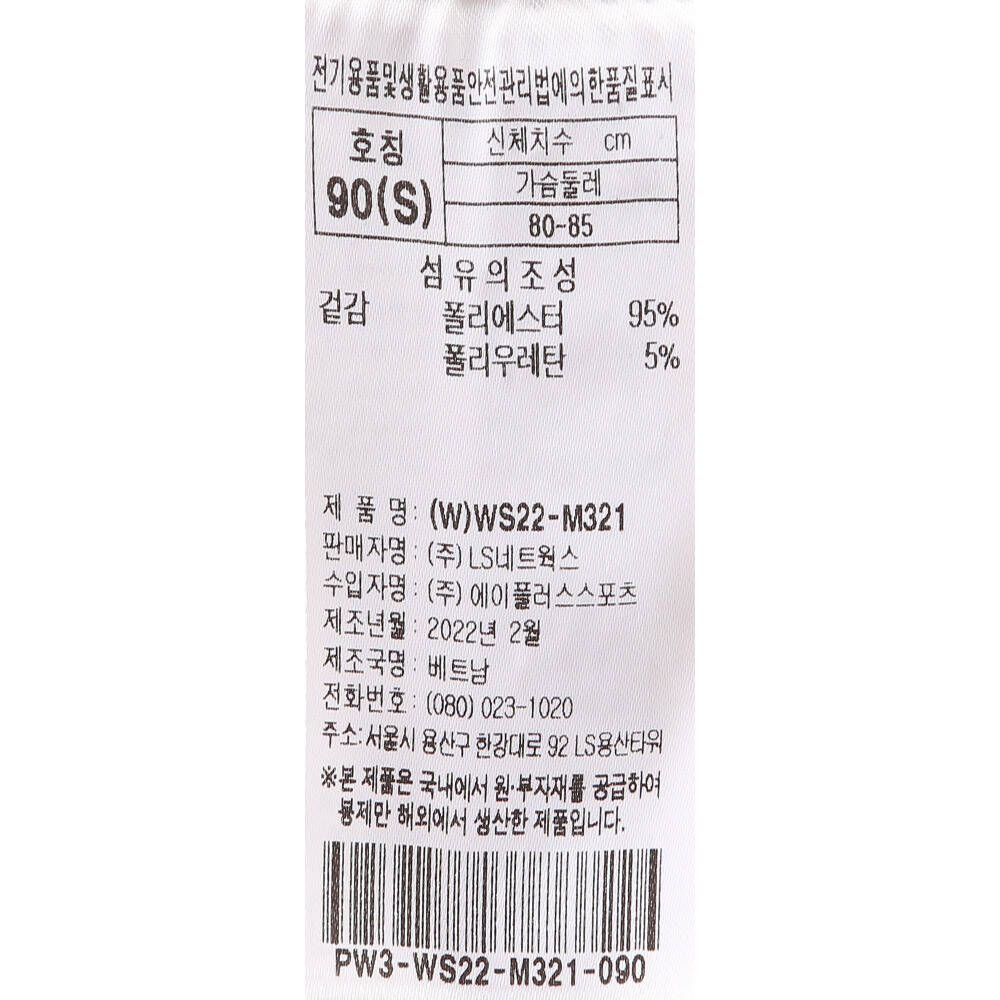 전기용품및생활용품안전관리법에의한품질표시
호칭
90(S)
신체치수 cm
가슴둘레
80-85
섬유의조성
겉감 폴리에스터 95%
폴리우레탄 5%
제 품 명: (W)WS22-M321
판매자명: (주)LS네트웍스
수입자명: (주)에이플러스스포츠
제조년월: 2022년 2월
제조국명: 베트남
전화번호: (080) 023-1020
주소:서울시 용산구 한강대로 92 LS용산타워
※본 제품은 국내에서 원·부자재를 공급하여
봉제만 해외에서 생산한 제품입니다.
PW3-WS22-M321-090